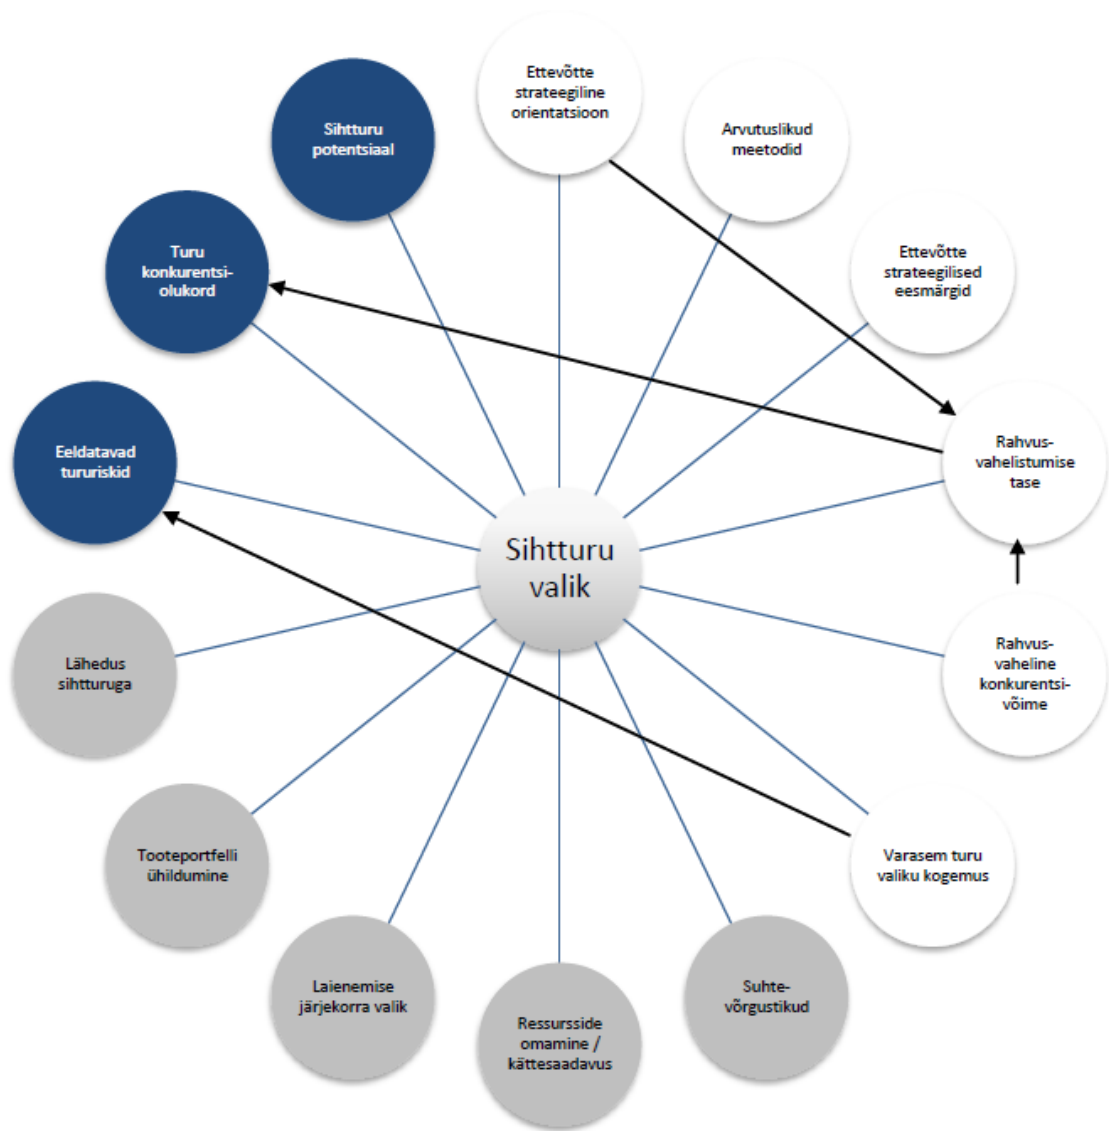 Ettevõtte
strateegiline
orientatsioon
Arvutuslikud
meetodid
Ettevõtte
strateegilised
eesmärgid
Rahvus-
vahelistumise
tase
Rahvus-
vaheline
konkurentsi-
võime
Varasem turu
valiku kogemus
Suhte-
võrgustikud
Ressursside
omamine /
kättesaadavus
Laienemise
järjekorra valik
Tooteportfelli
ühildumine
Lähedus
sihtturuga
Eeldatavad
tururiskid
Turu
konkurentsi-
olukord
Sihtturu
potentsiaal
Sihtturu
valik